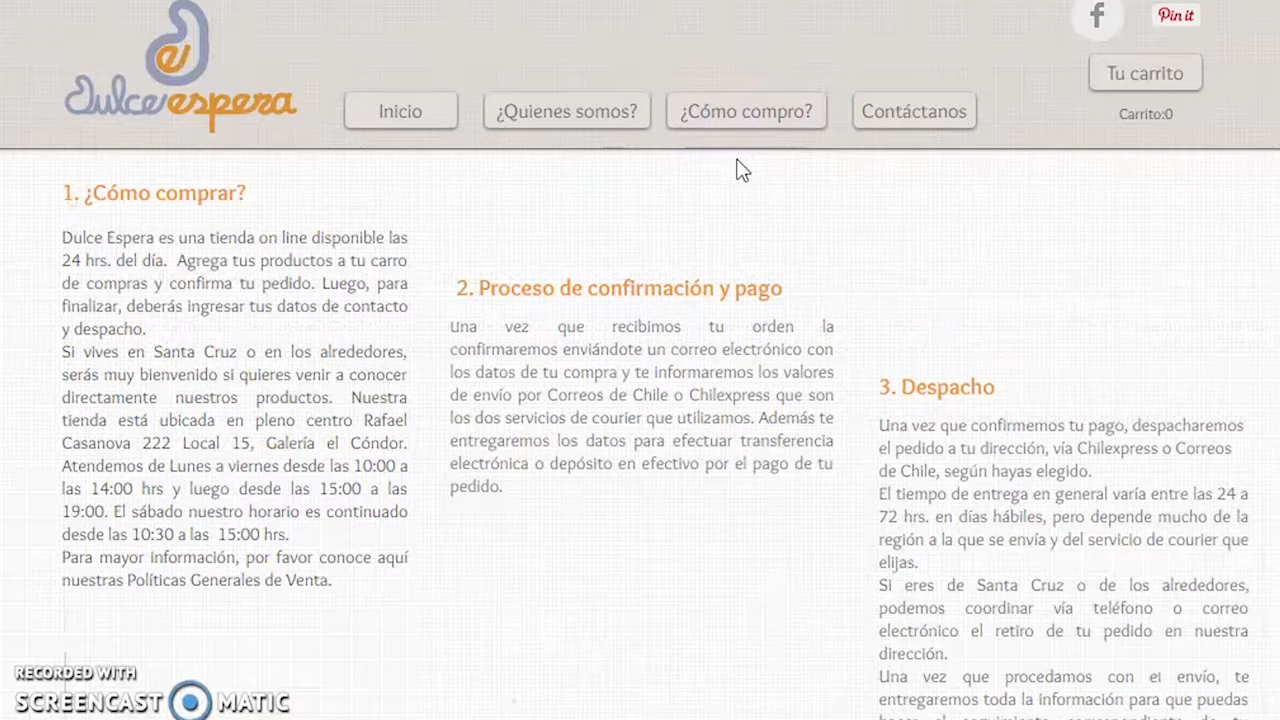 Pin it
Tu carrito
Dulce espera
Inicio
¿Quienes somos?
¿Cómo compro?
Contáctanos
Carrito:0
1. ¿Cómo comprar?
Dulce Espera es una tienda on line disponible las
24 hrs. del día. Agrega tus productos a tu carro
de compras y confirma tu pedido. Luego, para
finalizar, deberás ingresar tus datos de contacto
y despacho.
Si vives en Santa Cruz o en los alrededores,
serás muy bienvenido si quieres venir a conocer
directamente nuestros productos. Nuestra
tienda está ubicada en pleno centro Rafael
Casanova 222 Local 15, Galería el Cóndor.
Atendemos de Lunes a viernes desde las 10:00 a
las 14:00 hrs y luego desde las 15:00 a las
19:00. El sábado nuestro horario es continuado
desde las 10:30 a las 15:00 hrs.
Para mayor información, por favor conoce aquí
nuestras Políticas Generales de Venta.
2. Proceso de confirmación y pago
Una vez que recibimos tu orden la
confirmaremos enviándote un correo electrónico con
los datos de tu compra y te informaremos los valores
de envío por Correos de Chile o Chilexpress que son
los dos servicios de courier que utilizamos. Además te
entregaremos los datos para efectuar transferencia
electrónica o depósito en efectivo por el pago de tu
pedido.
3. Despacho
Una vez que confirmemos tu pago, despacharemos
el pedido a tu dirección, vía Chilexpress o Correos
de Chile, según hayas elegido.
El tiempo de entrega en general varía entre las 24 a
72 hrs. en días hábiles, pero depende mucho de la
región a la que se envía y del servicio de courier que
elijas.
Si eres de Santa Cruz o de los alrededores,
podemos coordinar vía teléfono o correo
electrónico el retiro de tu pedido en nuestra
dirección.
Una vez que procedamos con el envío, te
entregaremos toda la información para que puedas
RECORDED WITH
SCREENCAST MATIC